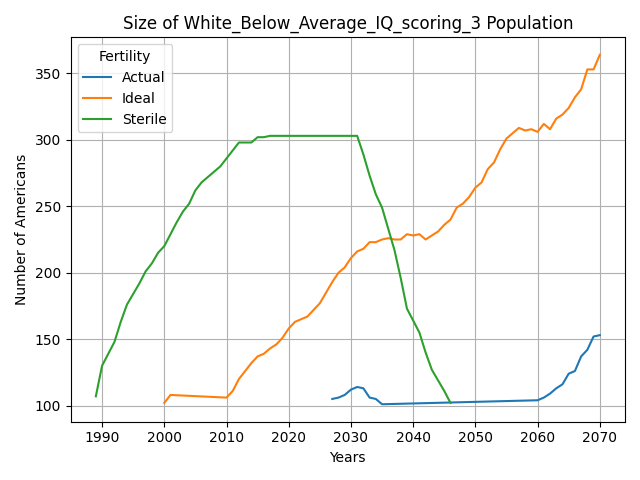 Size of White_Below_Average_IQ_scoring_3 Population
Fertility
Actual
Ideal
Sterile
Number of Americans
350
300
250
200
150
100
1990 2000 2010 2020 2030 2040 2050 2060 2070
Years